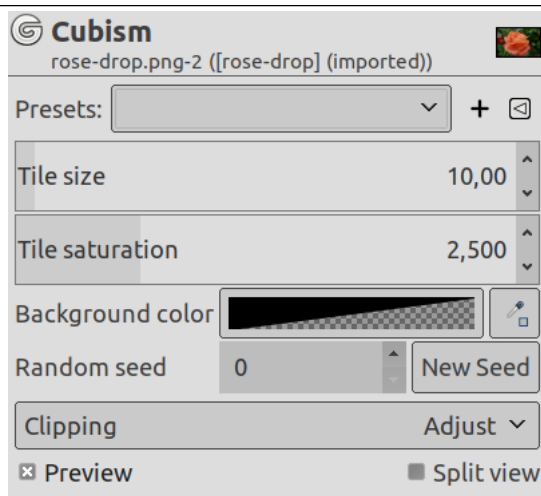 Cubism
rose-drop.png-2 ([rose-drop] (imported))
Presets:
Tile size 10,00
Tile saturation 2,500
Background color
Random seed 0 New Seed
Clipping Adjust
Preview Split view